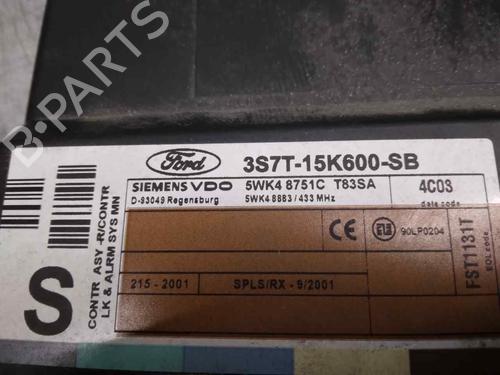 B-PARTS
Ford
3S7T-15K600-SB
SIEMENS VDO
D-93049 Regensburg
5WK4 8751C T83SA
5WK4 8883 / 433 MHz
4C03
date code
CE
90LP0204
FST1131T
EOL code
215 - 2001
SPLS/RX - 9/2001
S
CONTR ASY -R/CONTR
LK & ALRM SYS MN